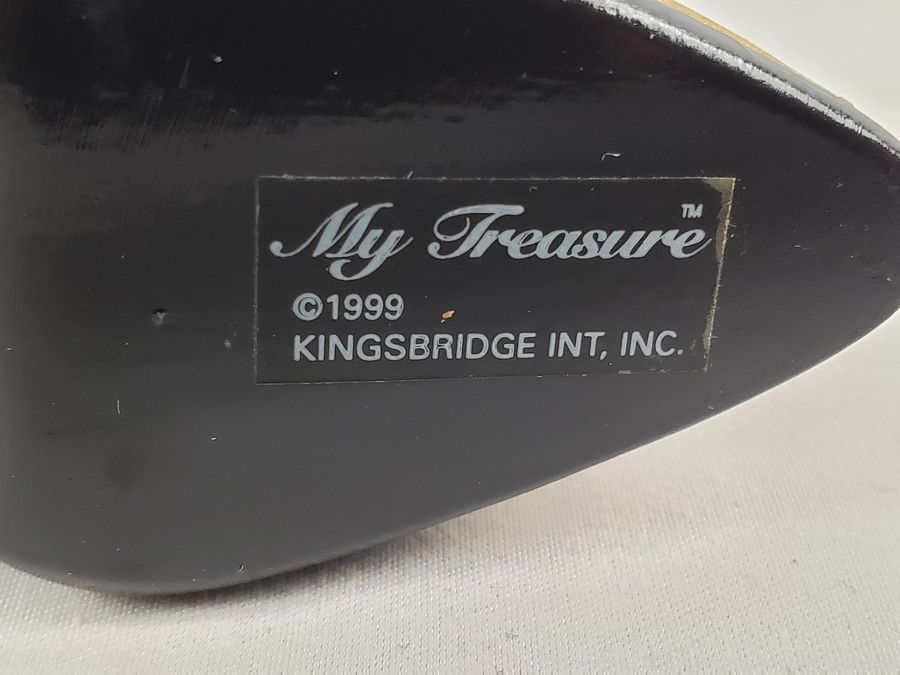 My Treasure™
©1999
KINGSBRIDGE INT, INC.